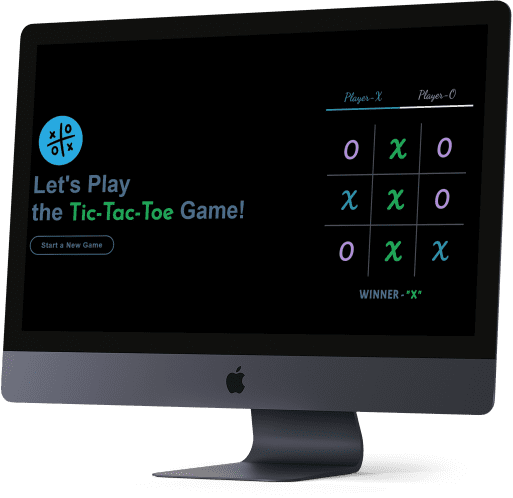 Player-X Player-O
Let's Play
the Tic-Tac-Toe Game!
Start a New Game
O X O
X X O
O X X
WINNER - "X"